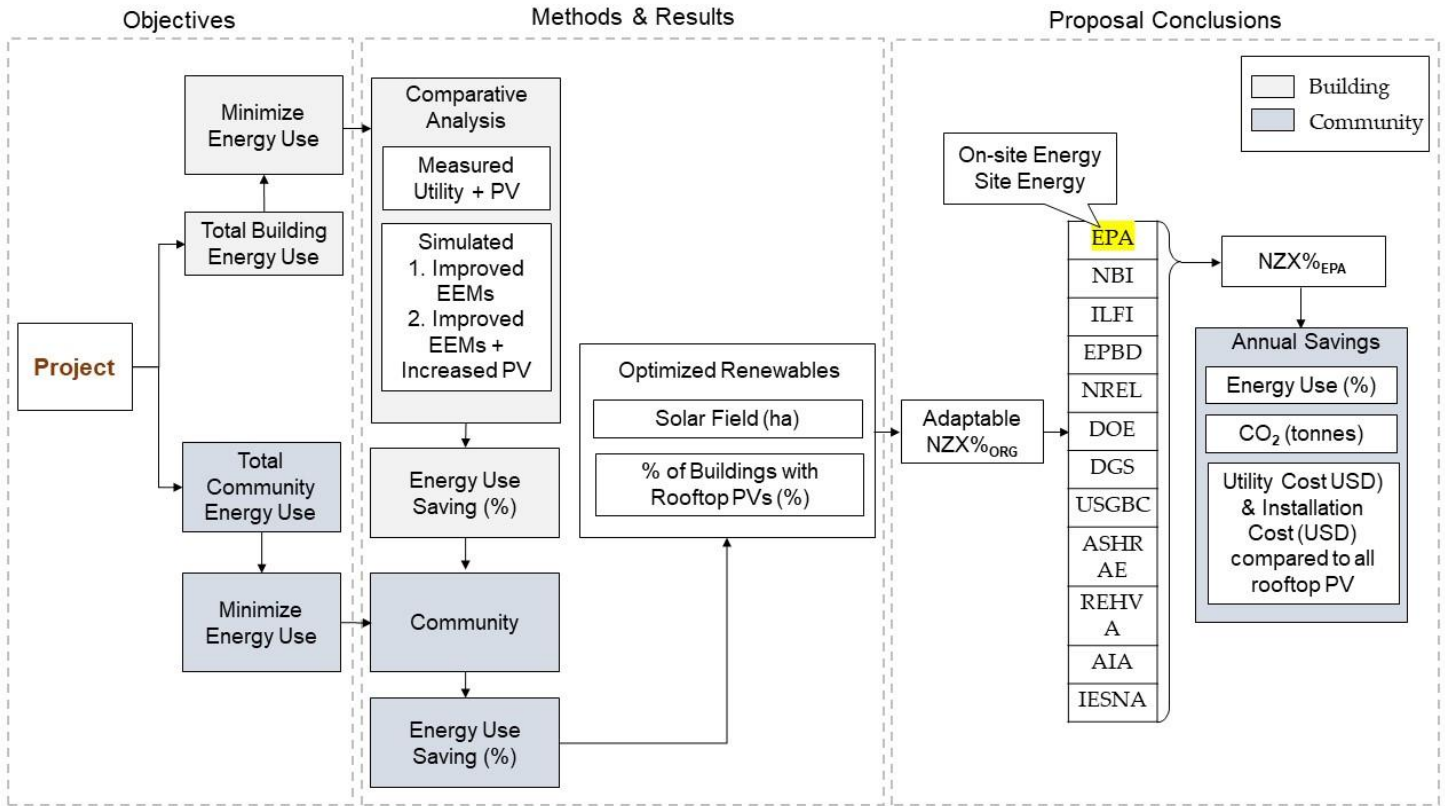 Objectives
Methods & Results
Proposal Conclusions
Minimize
Energy Use
Total Building
Energy Use
Project
Total
Community
Energy Use
Minimize
Energy Use
Comparative
Analysis
Measured
Utility + PV
Simulated
1. Improved
EEMs
2. Improved
EEMs +
Increased PV
Energy Use
Saving (%)
Community
Energy Use
Saving (%)
Optimized Renewables
Solar Field (ha)
% of Buildings with
Rooftop PVs (%)
Building
Community
On-site Energy
Site Energy
Adaptable
NZX%ORG
EPA
NBI
ILFI
EPBD
NREL
DOE
DGS
USGBC
ASHR
AE
REHV
A
AIA
IESNA
NZX%EPA
Annual Savings
Energy Use (%)
CO2 (tonnes)
Utility Cost USD)
& Installation
Cost (USD)
compared to all
rooftop PV